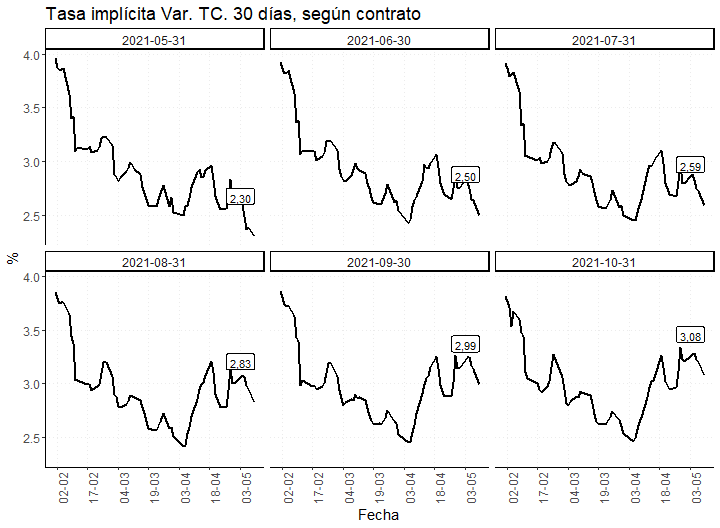 Tasa implícita Var. TC. 30 días, según contrato
2021-05-31 2021-06-30 2021-07-31
4.0
3.5
3.0
2.5
2,30 2,50 2,59
%
2021-08-31 2021-09-30 2021-10-31
4.0
3.5
3.0
2.5
2,83 2,99 3,08
02-02 17-02 04-03 19-03 03-04 18-04 03-05 02-02 17-02 04-03 19-03 03-04 18-04 03-05 02-02 17-02 04-03 19-03 03-04 18-04 03-05
Fecha